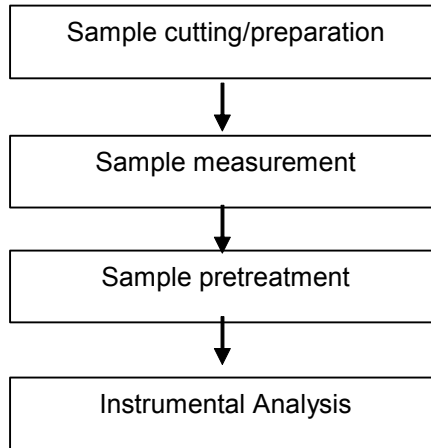 Sample cutting/preparation
Sample measurement
Sample pretreatment
Instrumental Analysis